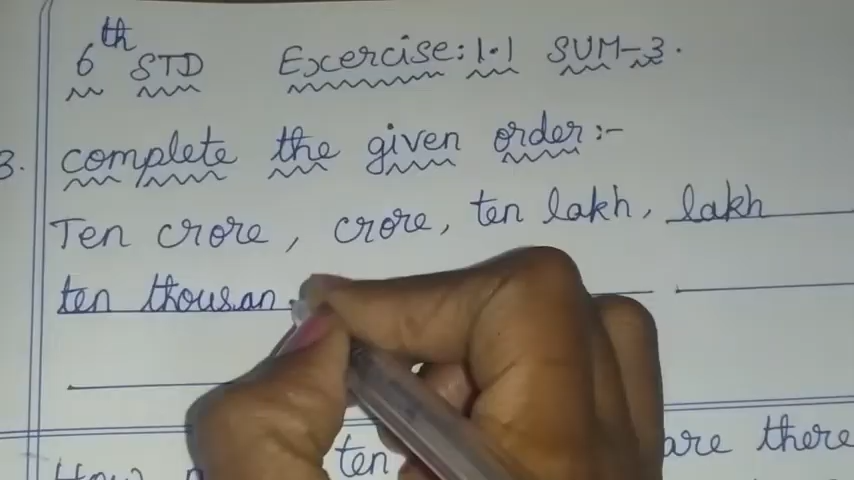 6th STD Excercise: 1.1 SUM-3.
3. complete the given order:-
Ten crore, crore, ten lakh, lakh
ten thousan
ten are there